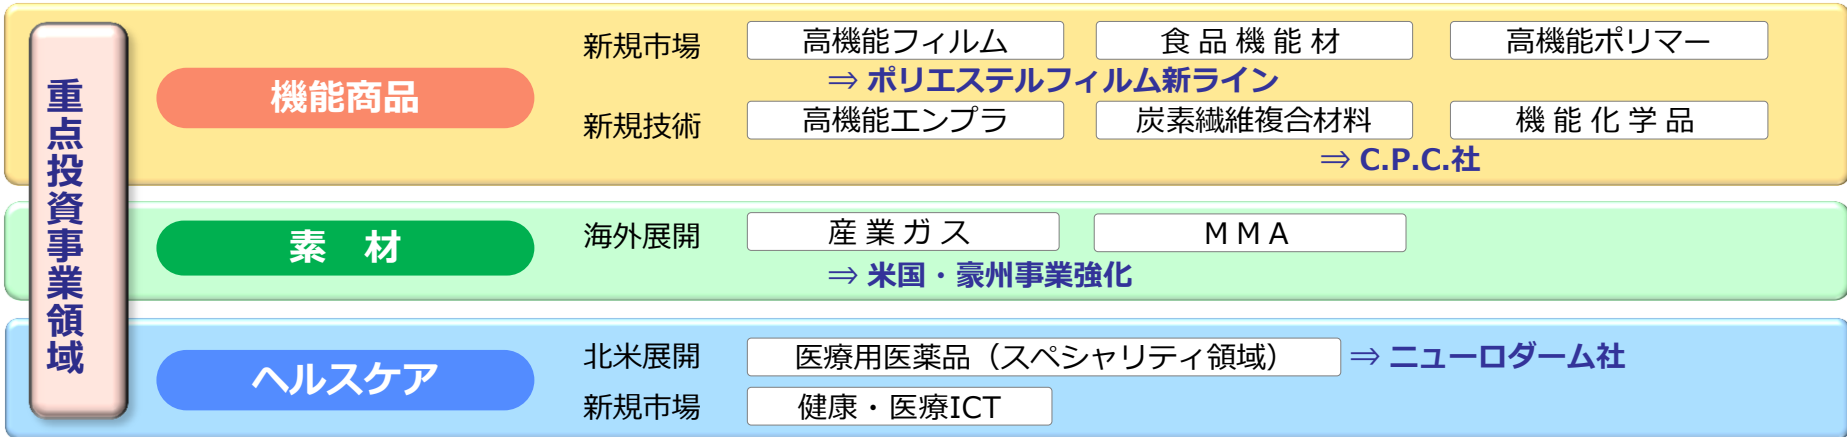 重点投資事業領域
機能商品
新規市場 高機能フィルム 食品機能材 高機能ポリマー
⇒ ポリエステルフィルム新ライン
新規技術 高機能エンプラ 炭素繊維複合材料 機能化学品
⇒ C.P.C.社
素 材
海外展開 産業ガス MMA
⇒ 米国・豪州事業強化
ヘルスケア
北米展開 医療用医薬品（スペシャリティ領域） ⇒ ニューロダーム社
新規市場 健康・医療ICT